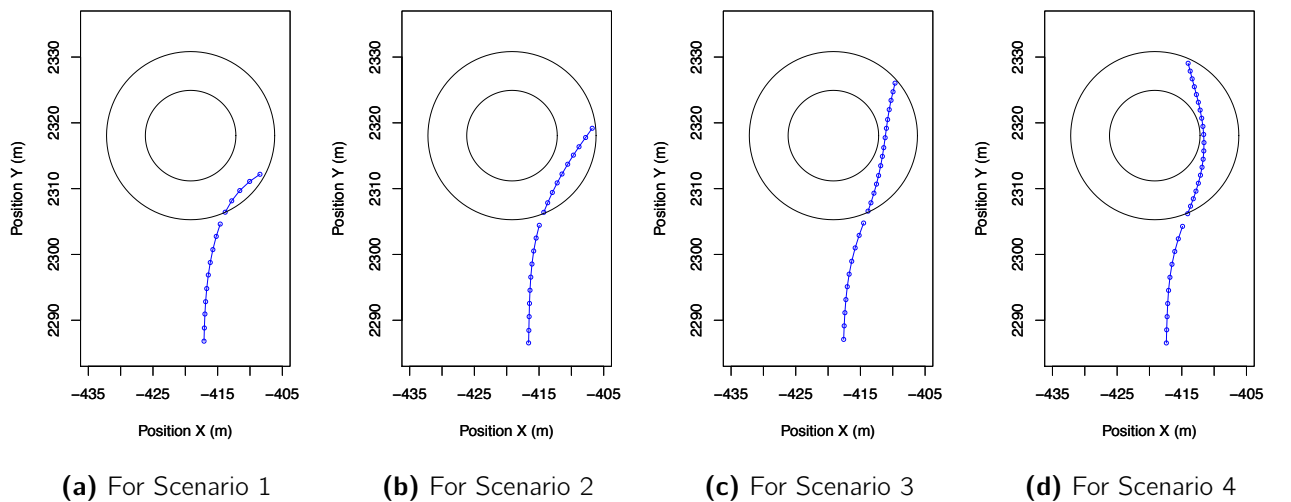 2330
2320
2310
2300
2290
Position Y (m)
−435 −425 −415 −405
Position X (m)
(a) For Scenario 1
2330
2320
2310
2300
2290
Position Y (m)
−435 −425 −415 −405
Position X (m)
(b) For Scenario 2
2330
2320
2310
2300
2290
Position Y (m)
−435 −425 −415 −405
Position X (m)
(c) For Scenario 3
2330
2320
2310
2300
2290
Position Y (m)
−435 −425 −415 −405
Position X (m)
(d) For Scenario 4